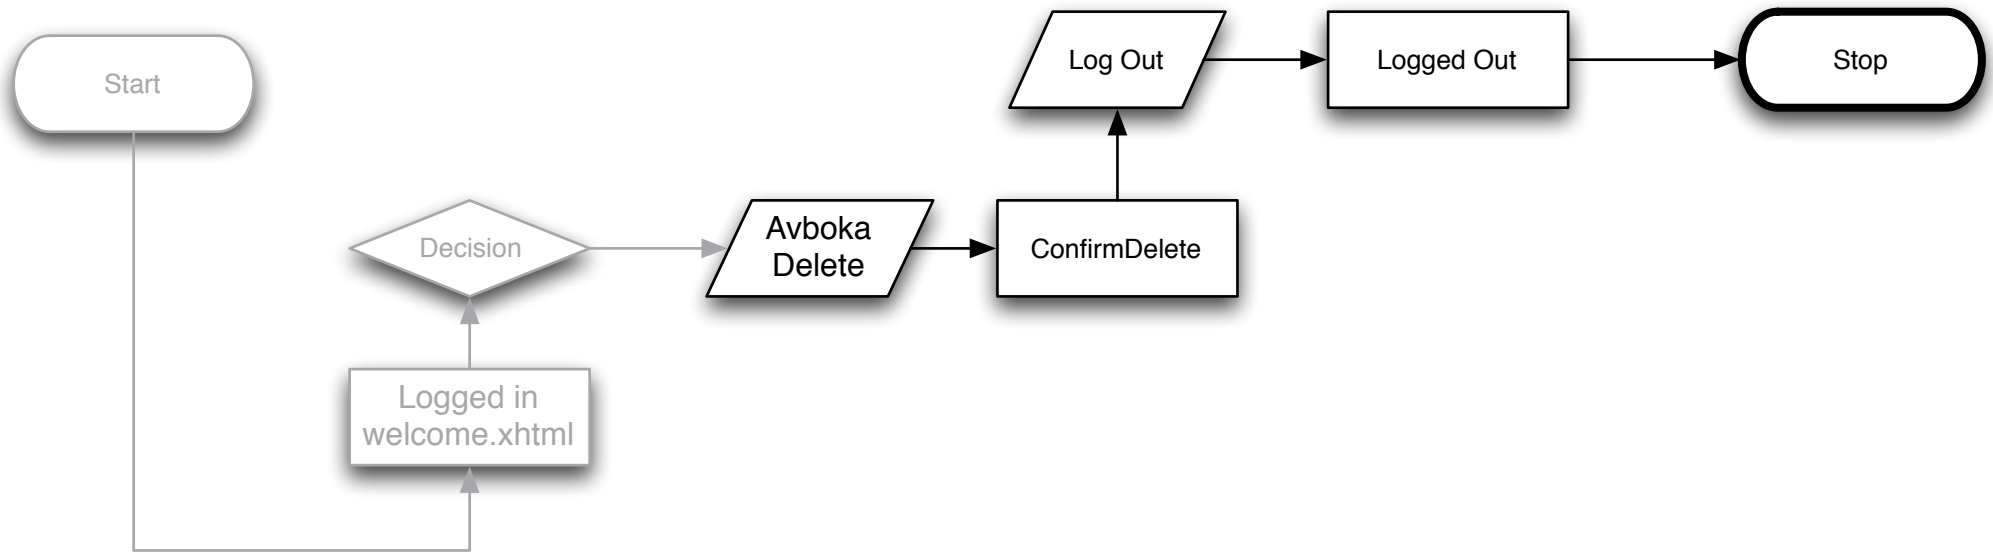 Start
Log Out
Logged Out
Stop
Decision
Avboka
Delete
ConfirmDelete
Logged in
welcome.xhtml